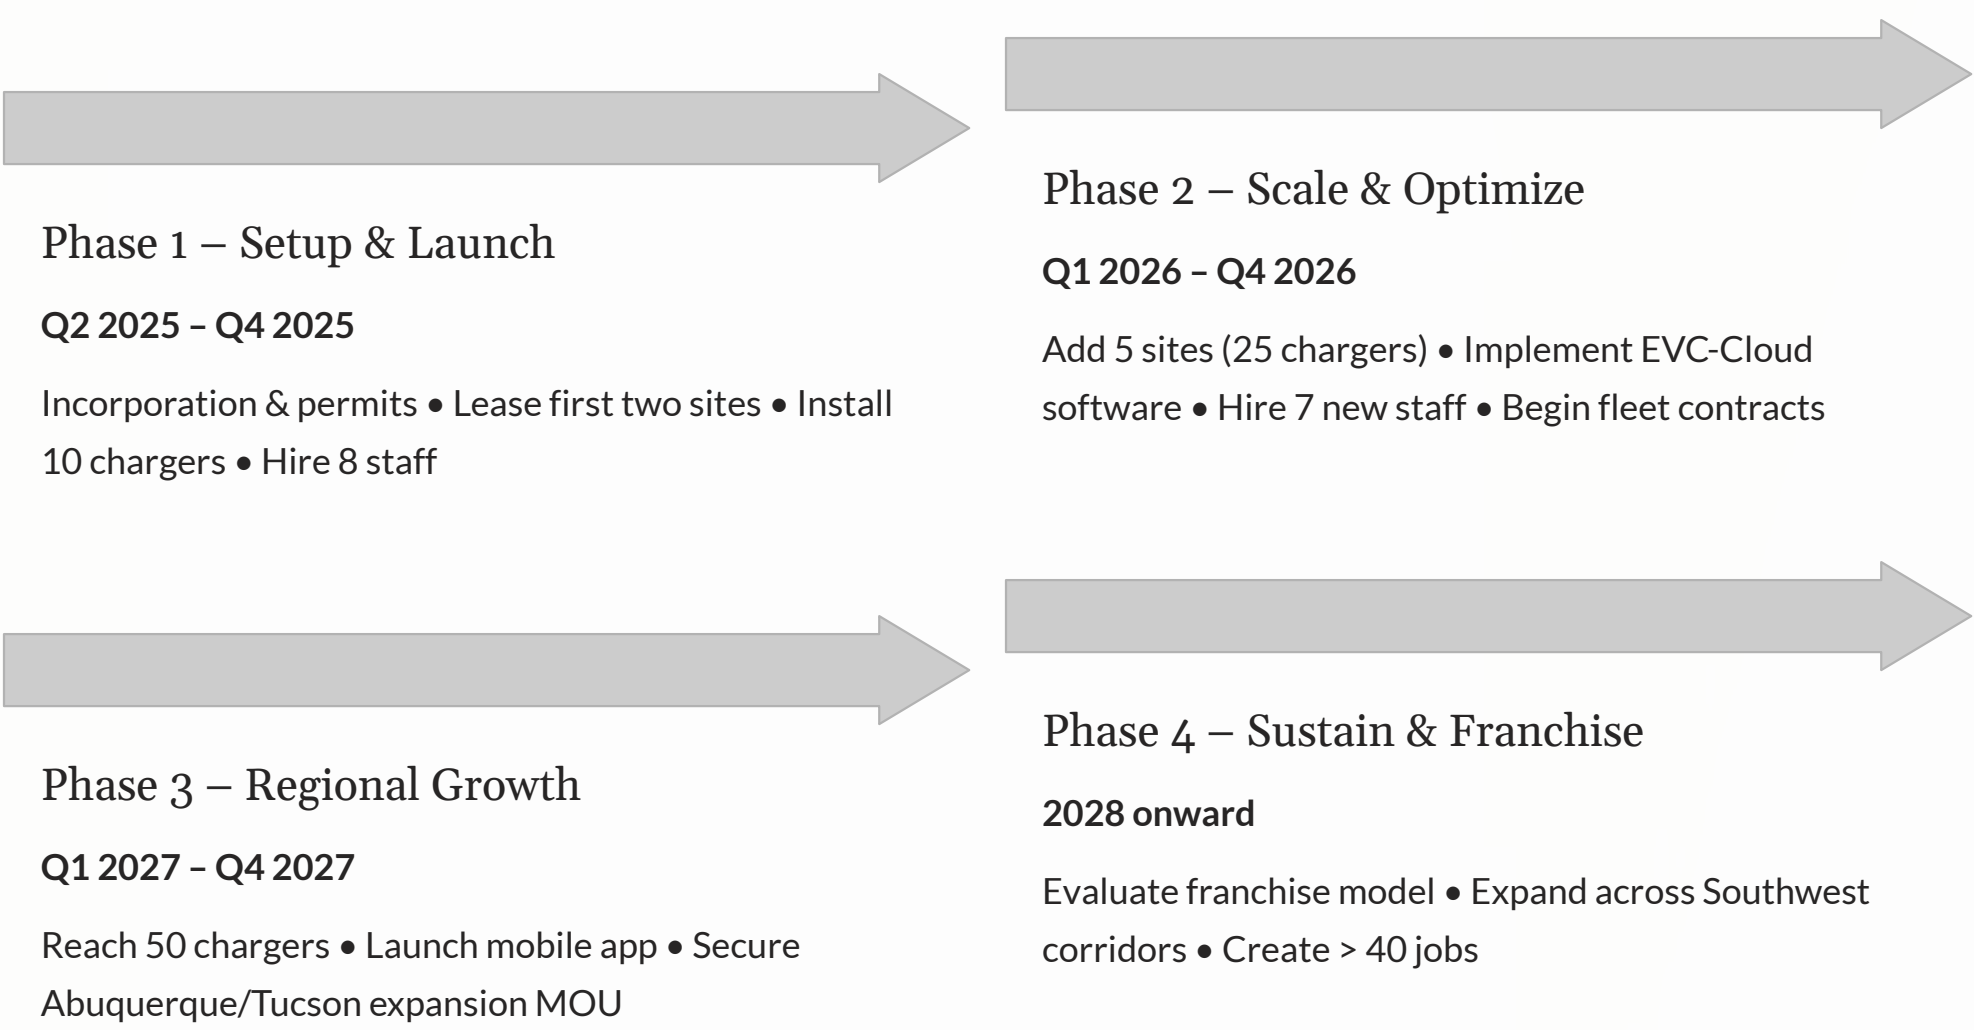 Phase 1 – Setup & Launch
Q2 2025 – Q4 2025
Incorporation & permits • Lease first two sites • Install
10 chargers • Hire 8 staff
Phase 2 – Scale & Optimize
Q1 2026 – Q4 2026
Add 5 sites (25 chargers) • Implement EVC-Cloud
software • Hire 7 new staff • Begin fleet contracts
Phase 3 – Regional Growth
Q1 2027 – Q4 2027
Reach 50 chargers • Launch mobile app • Secure
Abuquerque/Tucson expansion MOU
Phase 4 – Sustain & Franchise
2028 onward
Evaluate franchise model • Expand across Southwest
corridors • Create > 40 jobs